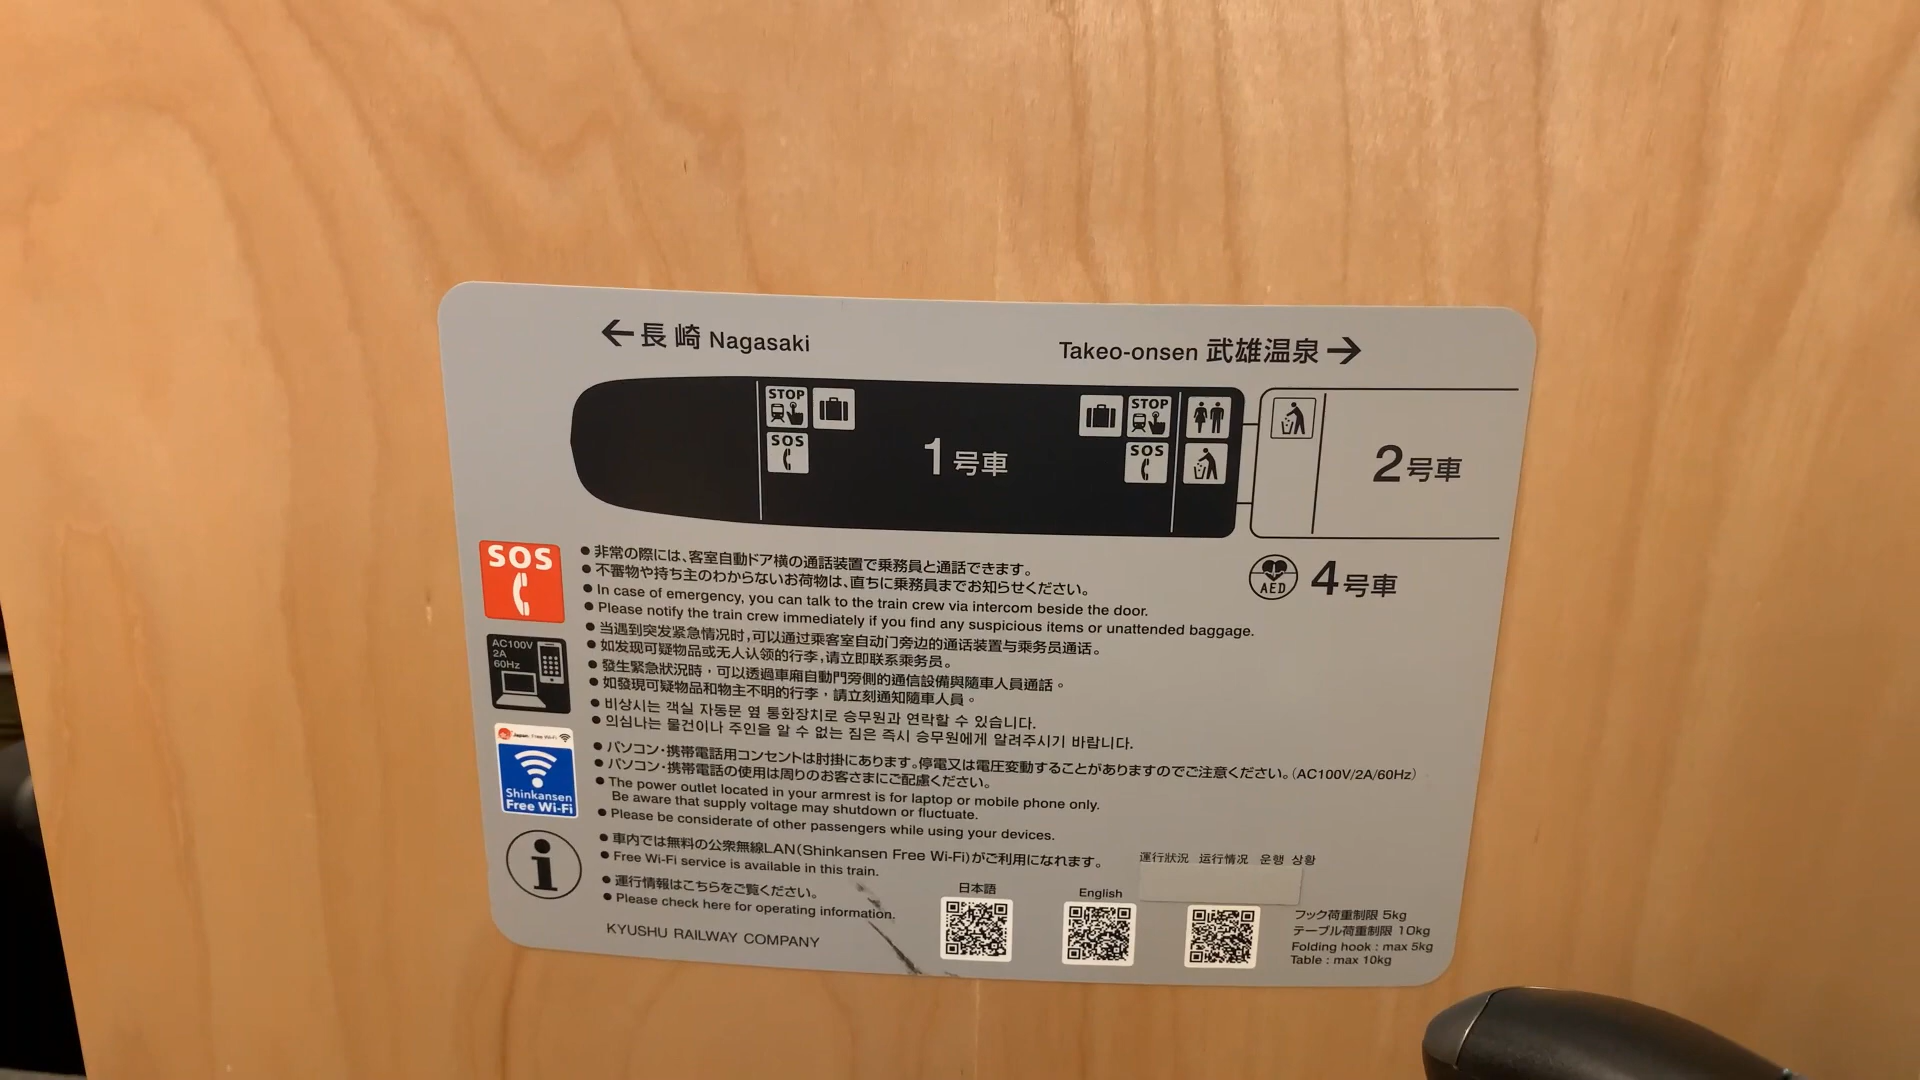 ←長崎 Nagasaki
Takeo-onsen 武雄温泉→
STOP
SOS
1号車
STOP
SOS
2号車
AED 4号車
SOS
●非常の際には、客室自動ドア横の通話装置で乗務員と通話できます。
●不審物や持ち主のわからないお荷物は、直ちに乗務員までお知らせください。
●In case of emergency, you can talk to the train crew via intercom beside the door.
●Please notify the train crew immediately if you find any suspicious items or unattended baggage.
●当遇到突发紧急情况时,可以通过乘客室自动门旁边的通话装置与乘务员通话。
●如发现可疑物品或无人认领的行李,请立即联系乘务员。
●發生緊急狀況時，可以透過車廂自動門旁側的通信設備與隨車人員通話。
●如發現可疑物品和物主不明的行李，請立刻通知隨車人員。
●비상시는 객실 자동문 옆 통화장치로 승무원과 연락할 수 있습니다.
●의심나는 물건이나 주인을 알 수 없는 짐은 즉시 승무원에게 알려주시기 바랍니다.
AC100V
2A
60Hz
●パソコン・携帯電話用コンセントは肘掛にあります。停電又は電圧変動することがありますのでご注意ください。(AC100V/2A/60Hz)
●パソコン・携帯電話の使用は周りのお客さまにご配慮ください。
●The power outlet located in your armrest is for laptop or mobile phone only.
Be aware that supply voltage may shutdown or fluctuate.
●Please be considerate of other passengers while using your devices.
Japan. Free Wi-Fi
Shinkansen
Free Wi-Fi
●車内では無料の公衆無線LAN(Shinkansen Free Wi-Fi)がご利用になれます。
●Free Wi-Fi service is available in this train.
●運行情報はこちらをご覧ください。
●Please check here for operating information.
KYUSHU RAILWAY COMPANY
日本語
English
運行狀況 运行情况 운행 상황
フック荷重制限 5kg
テーブル荷重制限 10kg
Folding hook : max 5kg
Table : max 10kg